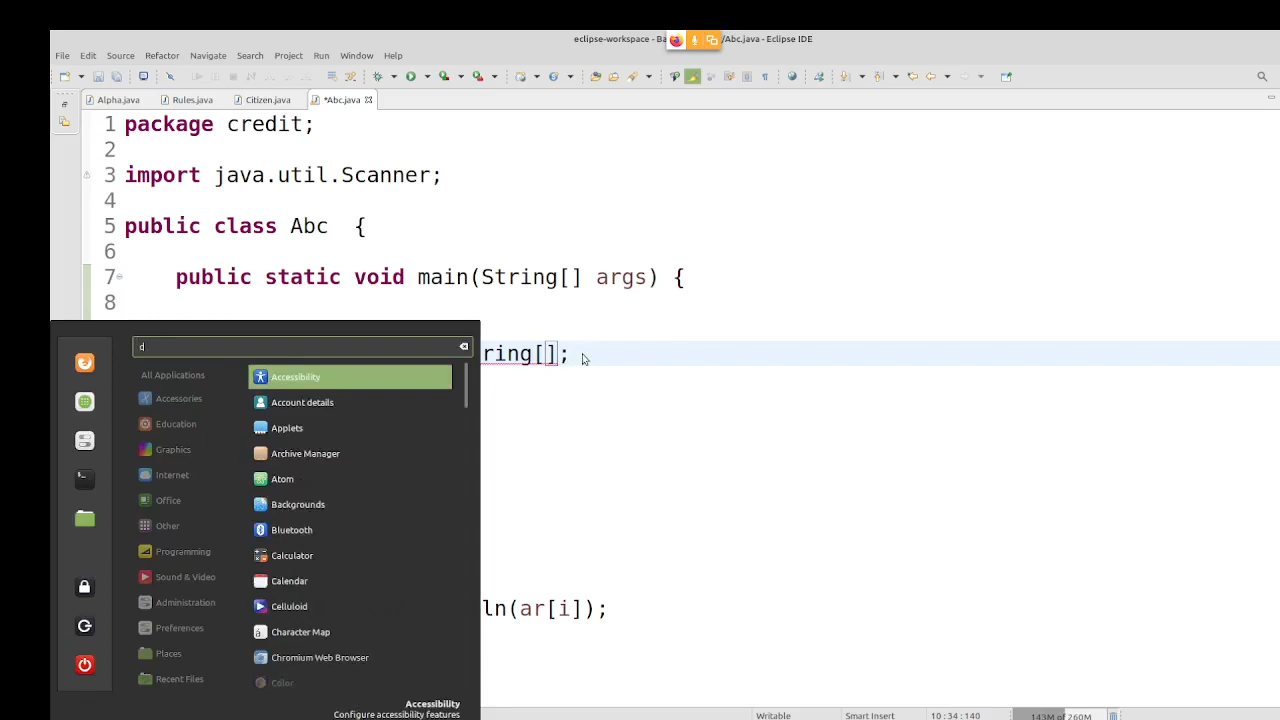 eclipse-workspace - Ba /Abc.java - Eclipse IDE
File Edit Source Refactor Navigate Search Project Run Window Help
Alpha.java Rules.java Citizen.java *Abc.java
1 package credit;
2
3 import java.util.Scanner;
4
5 public class Abc {
6
7 public static void main(String[] args) {
8
d
ring[];
All Applications
Accessories
Education
Graphics
Internet
Office
Other
Programming
Sound & Video
Administration
Preferences
Places
Recent Files
Accessibility
Account details
Applets
Archive Manager
Atom
Backgrounds
Bluetooth
Calculator
Calendar
Celluloid
Character Map
Chromium Web Browser
Color
ln(ar[i]);
Accessibility
Configure accessibility features
Writable Smart Insert 10:34:140 143M of 260M